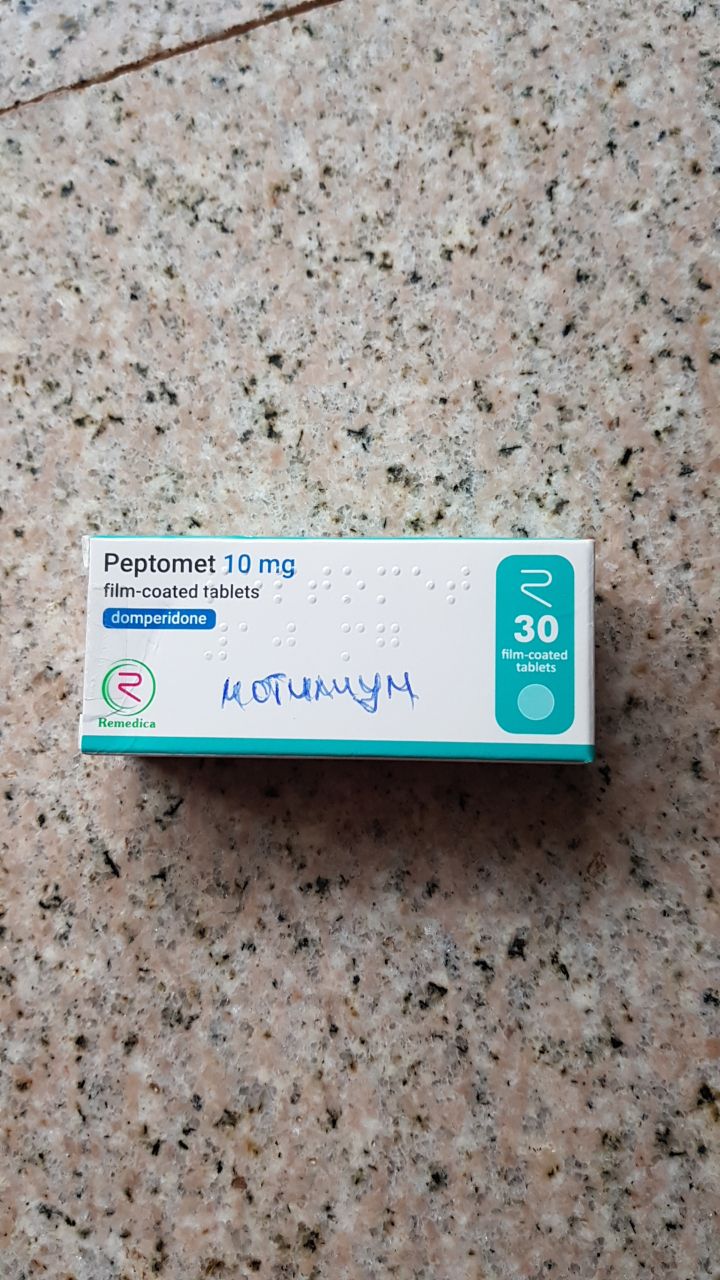 Peptomet 10 mg
film-coated tablets
domperidone
Remedica
мотилиум
30
film-coated
tablets